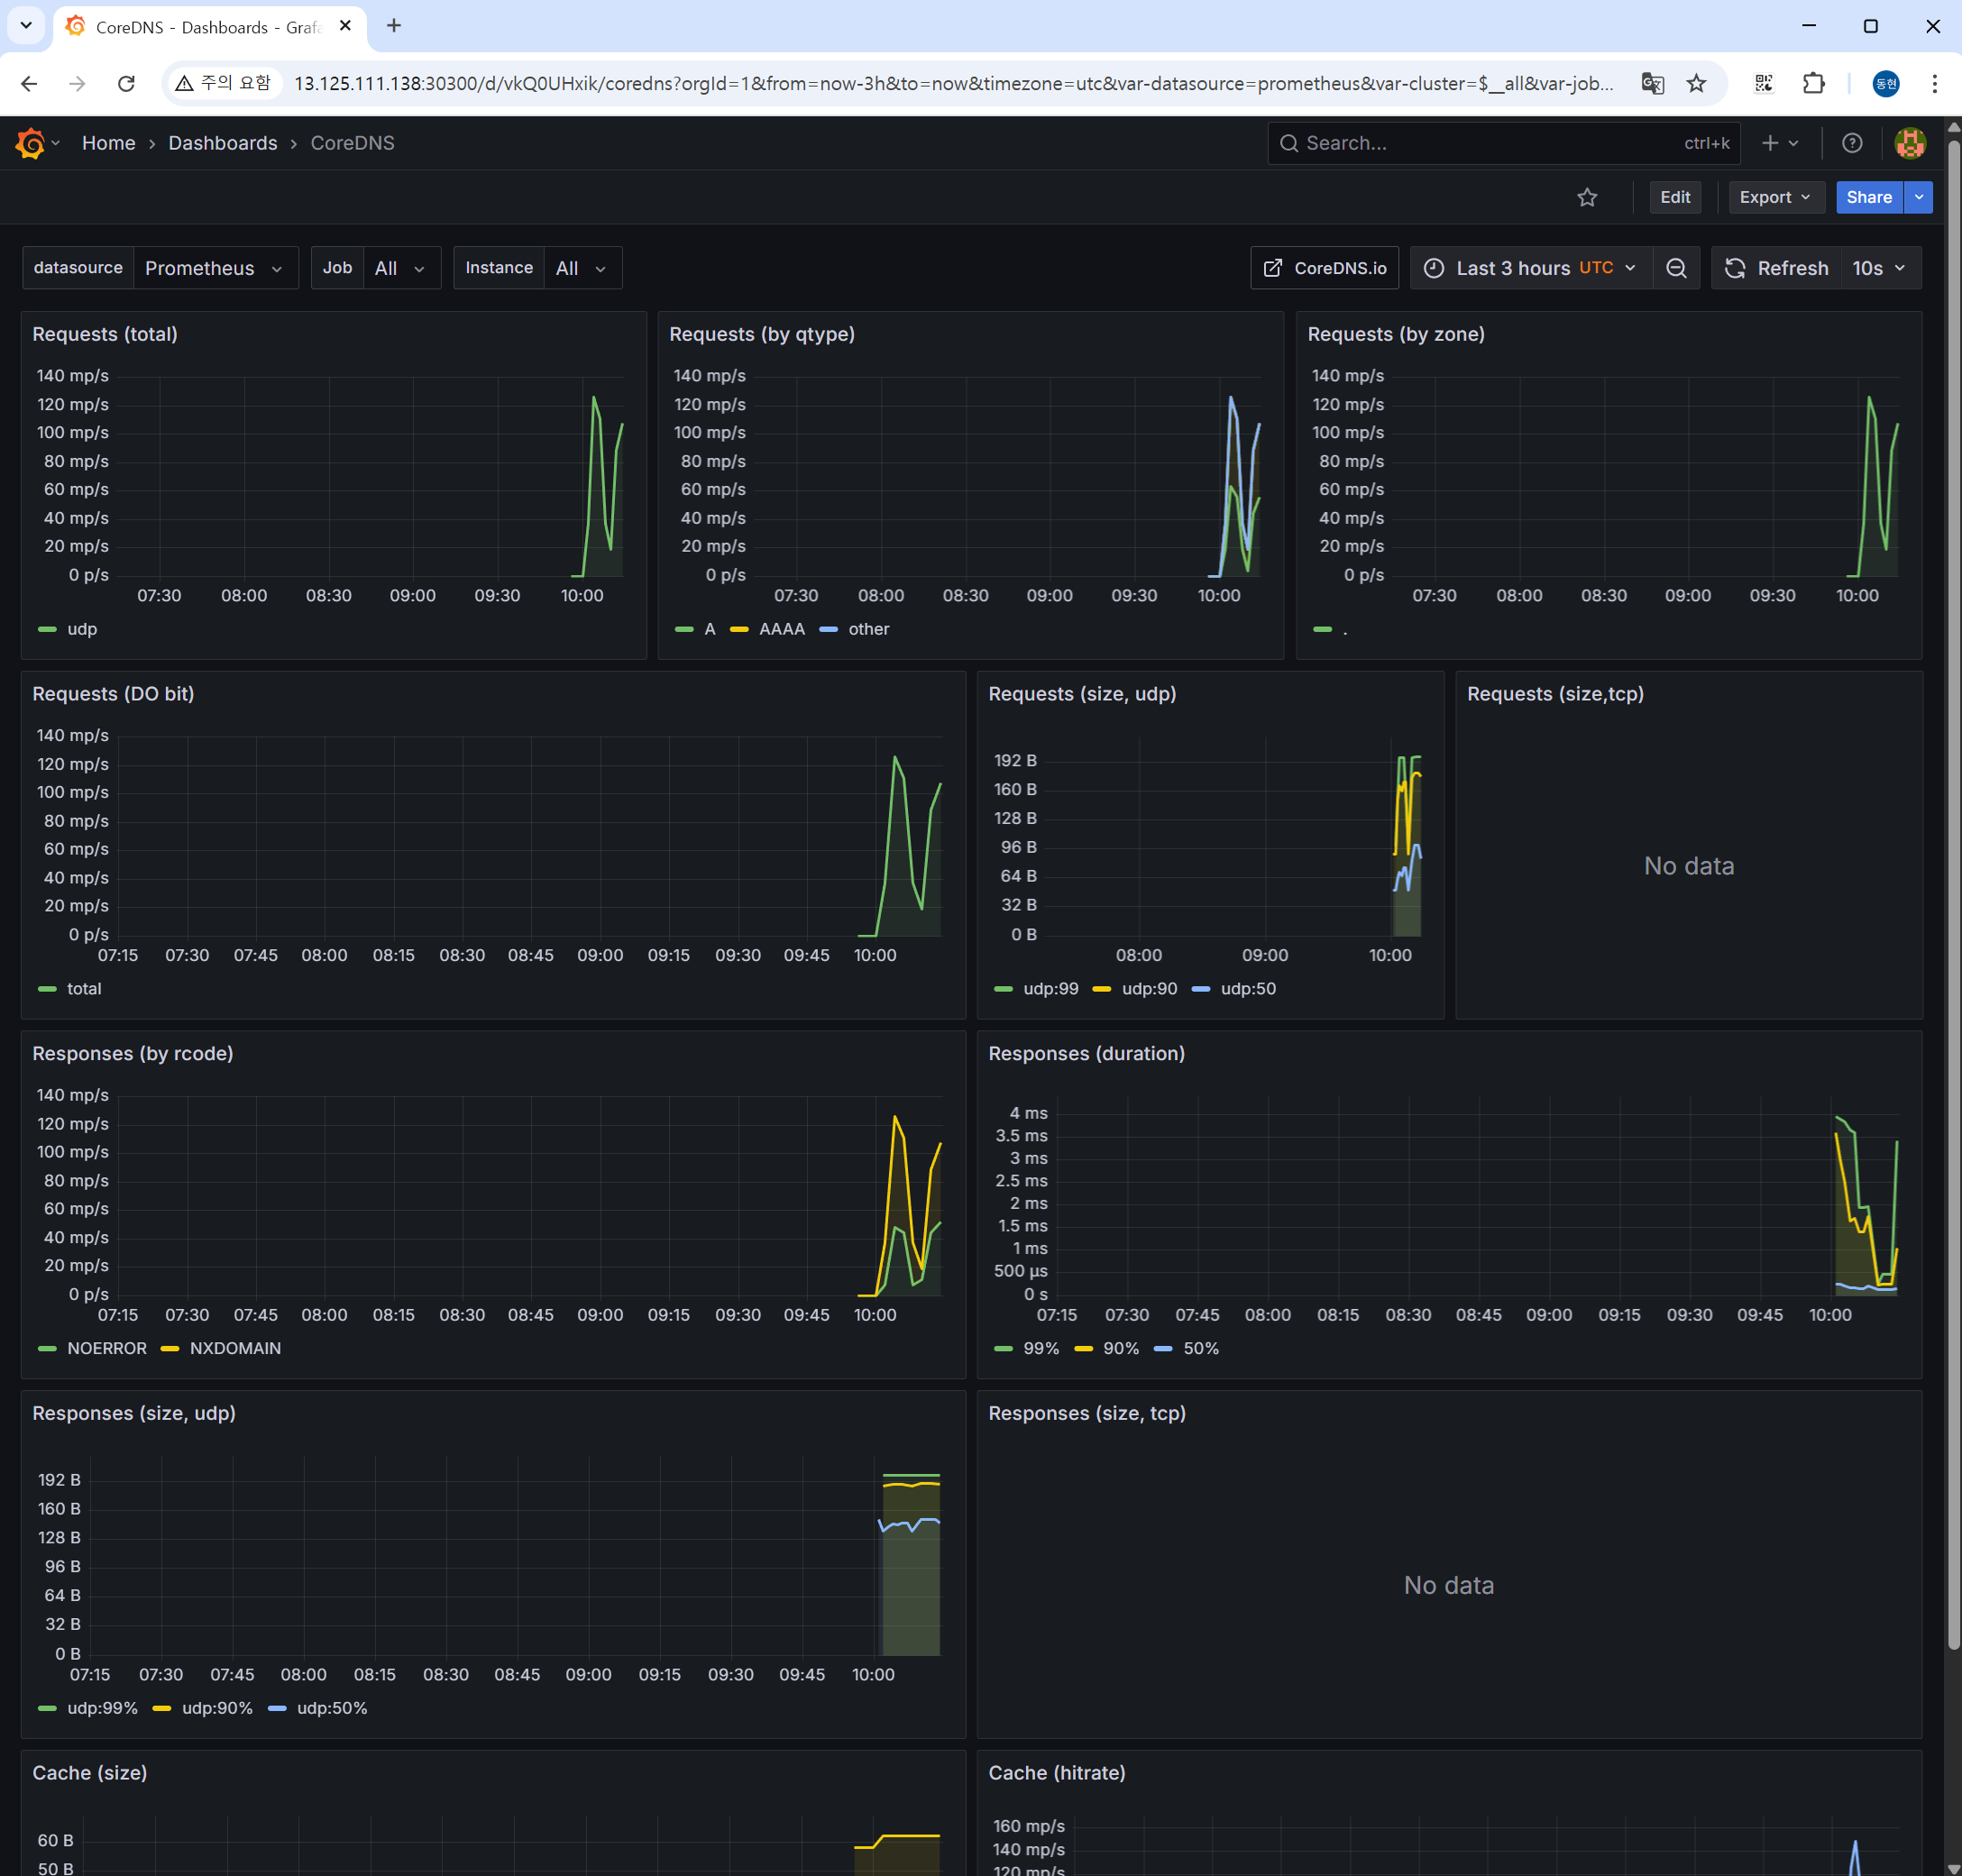 CoreDNS - Dashboards - Grafa
주의 요함
13.125.111.138:30300/d/vkQ0UHxik/coredns?orgId=1&from=now-3h&to=now&timezone=utc&var-datasource=prometheus&var-cluster=$__all&var-job...
동현
Home › Dashboards › CoreDNS
Search... ctrl+k
Edit Export Share
datasource Prometheus Job All Instance All CoreDNS.io Last 3 hours UTC Refresh 10s
Requests (total)
140 mp/s
120 mp/s
100 mp/s
80 mp/s
60 mp/s
40 mp/s
20 mp/s
0 p/s
07:30 08:00 08:30 09:00 09:30 10:00
udp
Requests (by qtype)
140 mp/s
120 mp/s
100 mp/s
80 mp/s
60 mp/s
40 mp/s
20 mp/s
0 p/s
07:30 08:00 08:30 09:00 09:30 10:00
A AAAA other
Requests (by zone)
140 mp/s
120 mp/s
100 mp/s
80 mp/s
60 mp/s
40 mp/s
20 mp/s
0 p/s
07:30 08:00 08:30 09:00 09:30 10:00
.
Requests (DO bit)
140 mp/s
120 mp/s
100 mp/s
80 mp/s
60 mp/s
40 mp/s
20 mp/s
0 p/s
07:15 07:30 07:45 08:00 08:15 08:30 08:45 09:00 09:15 09:30 09:45 10:00
total
Requests (size, udp)
192 B
160 B
128 B
96 B
64 B
32 B
0 B
08:00 09:00 10:00
udp:99 udp:90 udp:50
Requests (size,tcp)
No data
Responses (by rcode)
140 mp/s
120 mp/s
100 mp/s
80 mp/s
60 mp/s
40 mp/s
20 mp/s
0 p/s
07:15 07:30 07:45 08:00 08:15 08:30 08:45 09:00 09:15 09:30 09:45 10:00
NOERROR NXDOMAIN
Responses (duration)
4 ms
3.5 ms
3 ms
2.5 ms
2 ms
1.5 ms
1 ms
500 µs
0 s
07:15 07:30 07:45 08:00 08:15 08:30 08:45 09:00 09:15 09:30 09:45 10:00
99% 90% 50%
Responses (size, udp)
192 B
160 B
128 B
96 B
64 B
32 B
0 B
07:15 07:30 07:45 08:00 08:15 08:30 08:45 09:00 09:15 09:30 09:45 10:00
udp:99% udp:90% udp:50%
Responses (size, tcp)
No data
Cache (size)
60 B
50 B
Cache (hitrate)
160 mp/s
140 mp/s
120 mp/s